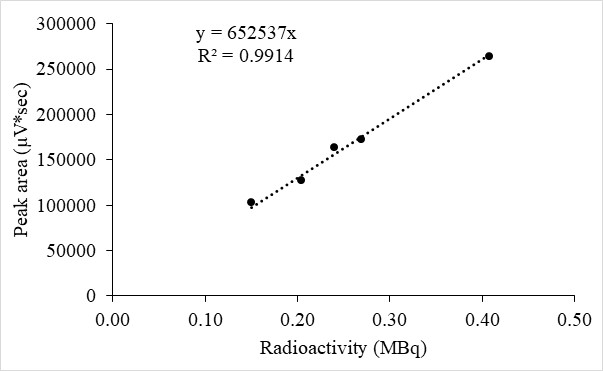 y = 652537x
R² = 0.9914
300000
250000
200000
150000
100000
50000
0
Peak area (µV*sec)
0.00 0.10 0.20 0.30 0.40 0.50
Radioactivity (MBq)